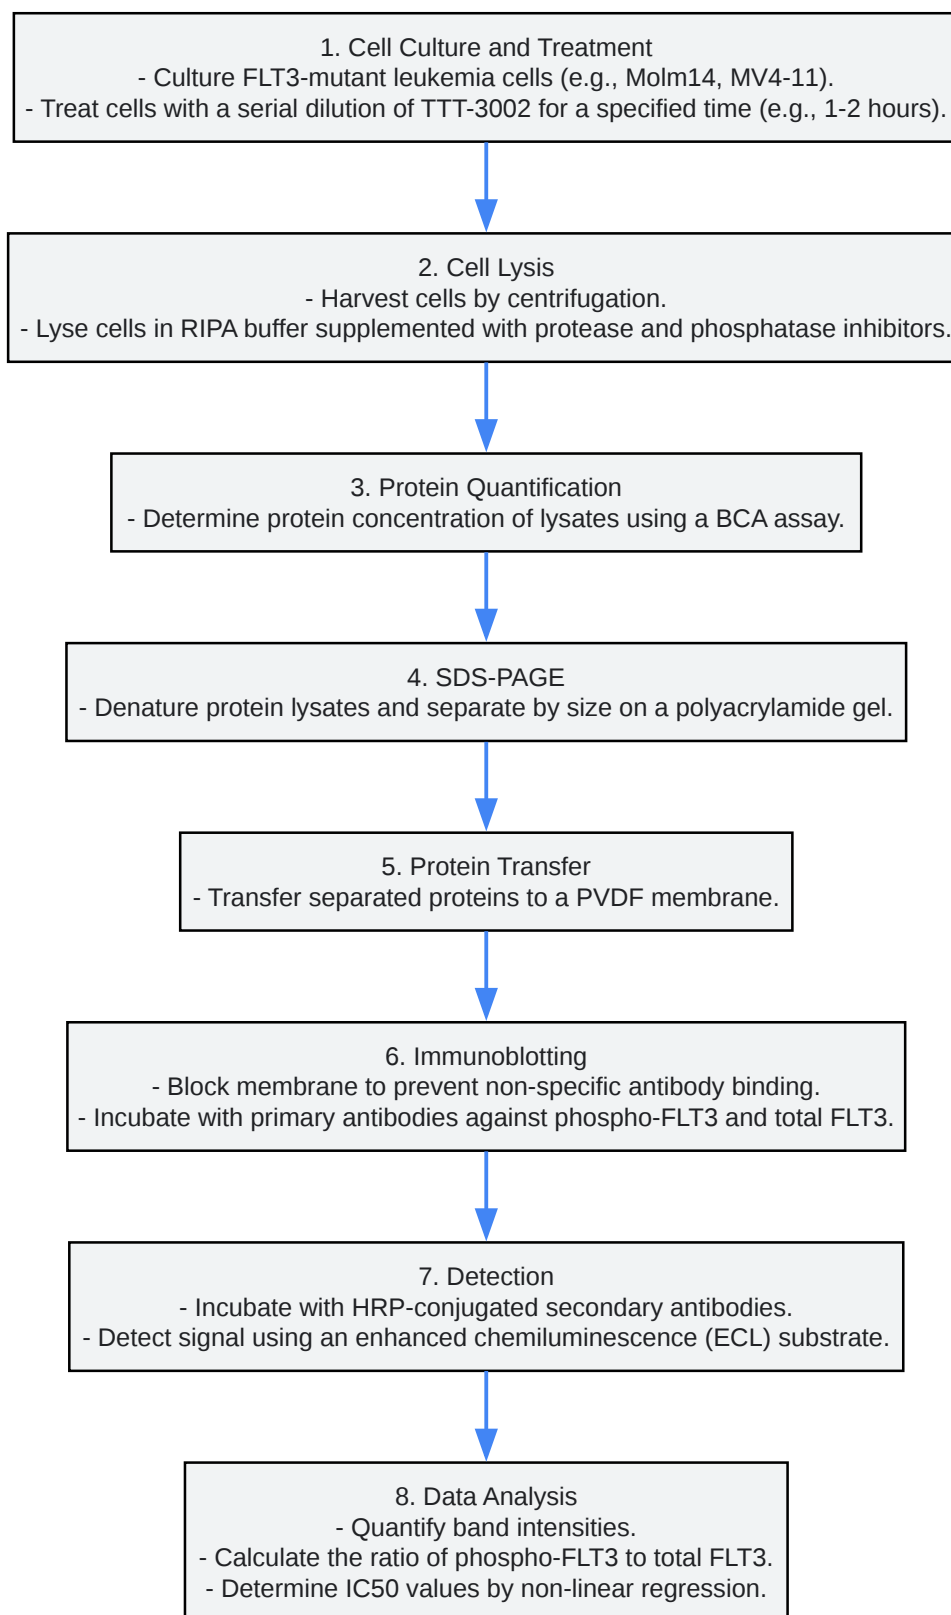 1. Cell Culture and Treatment
- Culture FLT3-mutant leukemia cells (e.g., Molm14, MV4-11).
- Treat cells with a serial dilution of TTT-3002 for a specified time (e.g., 1-2 hours).
2. Cell Lysis
- Harvest cells by centrifugation.
- Lyse cells in RIPA buffer supplemented with protease and phosphatase inhibitors.
3. Protein Quantification
- Determine protein concentration of lysates using a BCA assay.
4. SDS-PAGE
- Denature protein lysates and separate by size on a polyacrylamide gel.
5. Protein Transfer
- Transfer separated proteins to a PVDF membrane.
6. Immunoblotting
- Block membrane to prevent non-specific antibody binding.
- Incubate with primary antibodies against phospho-FLT3 and total FLT3.
7. Detection
- Incubate with HRP-conjugated secondary antibodies.
- Detect signal using an enhanced chemiluminescence (ECL) substrate.
8. Data Analysis
- Quantify band intensities.
- Calculate the ratio of phospho-FLT3 to total FLT3.
- Determine IC50 values by non-linear regression.